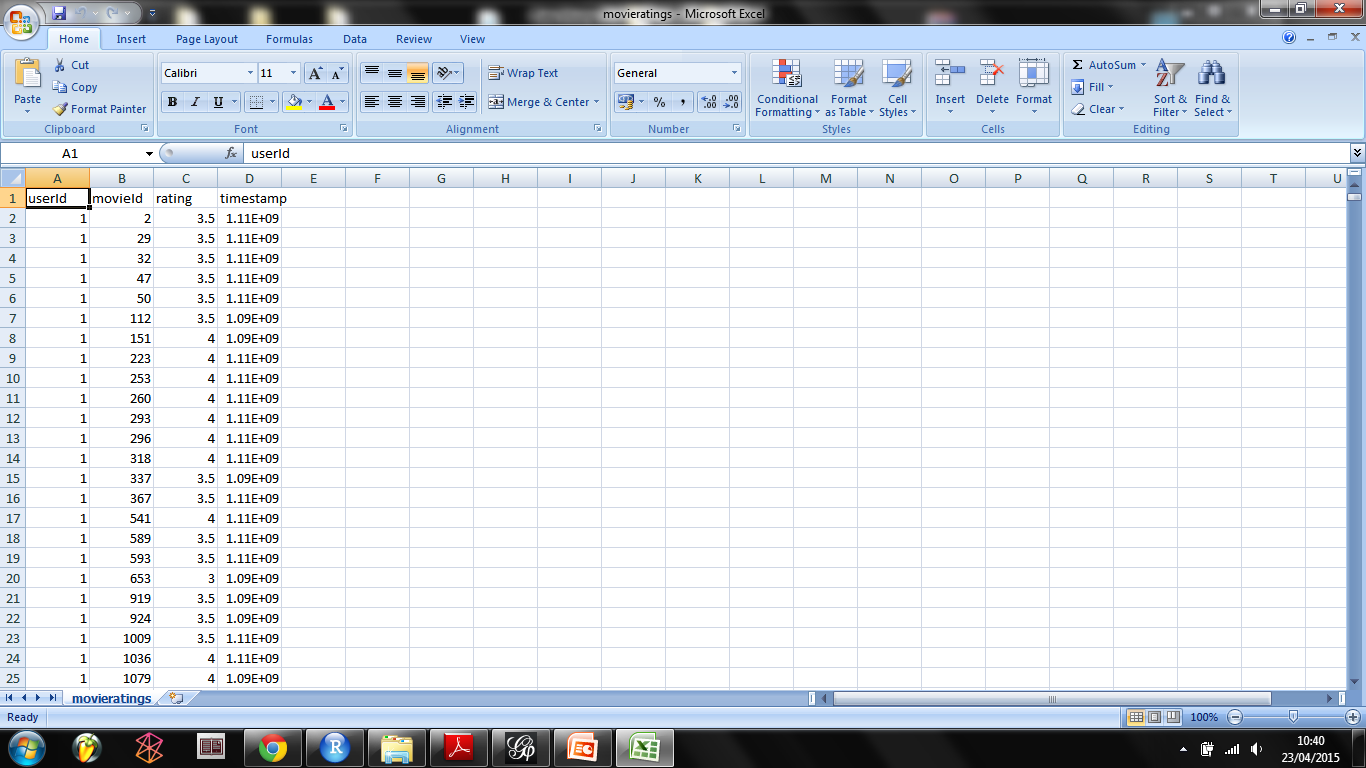 movieratings - Microsoft Excel
Home Insert Page Layout Formulas Data Review View
Paste Cut Copy Format Painter Clipboard
Calibri 11 A A B I U A Font
Wrap Text Merge & Center Alignment
General % , .0 .00 .00 .0 Number
Conditional Formatting Format as Table Cell Styles Styles
Insert Delete Format Cells
Σ AutoSum Fill Clear Sort & Filter Find & Select Editing
A1 fx userId
A B C D E F G H I J K L M N O P Q R S T U
1 userId movieId rating timestamp
2 1 2 3.5 1.11E+09
3 1 29 3.5 1.11E+09
4 1 32 3.5 1.11E+09
5 1 47 3.5 1.11E+09
6 1 50 3.5 1.11E+09
7 1 112 3.5 1.09E+09
8 1 151 4 1.09E+09
9 1 223 4 1.11E+09
10 1 253 4 1.11E+09
11 1 260 4 1.11E+09
12 1 293 4 1.11E+09
13 1 296 4 1.11E+09
14 1 318 4 1.11E+09
15 1 337 3.5 1.09E+09
16 1 367 3.5 1.11E+09
17 1 541 4 1.11E+09
18 1 589 3.5 1.11E+09
19 1 593 3.5 1.11E+09
20 1 653 3 1.09E+09
21 1 919 3.5 1.09E+09
22 1 924 3.5 1.09E+09
23 1 1009 3.5 1.11E+09
24 1 1036 4 1.11E+09
25 1 1079 4 1.09E+09
movieratings
Ready 100%
R Gp P X 10:40
23/04/2015